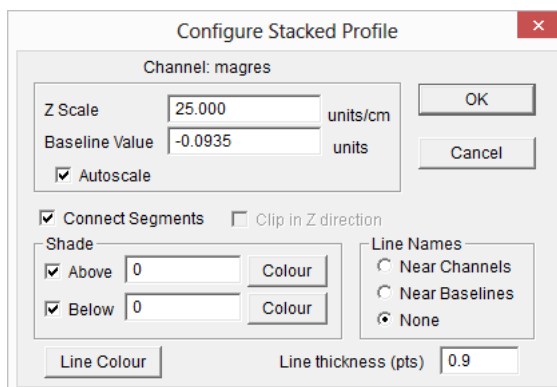 Configure Stacked Profile
Channel: magres
Z Scale 25.000 units/cm
OK
Baseline Value -0.0935 units
Cancel
Autoscale
Connect Segments Clip in Z direction
Shade
Above 0 Colour
Below 0 Colour
Line Names
Near Channels
Near Baselines
None
Line Colour
Line thickness (pts) 0.9